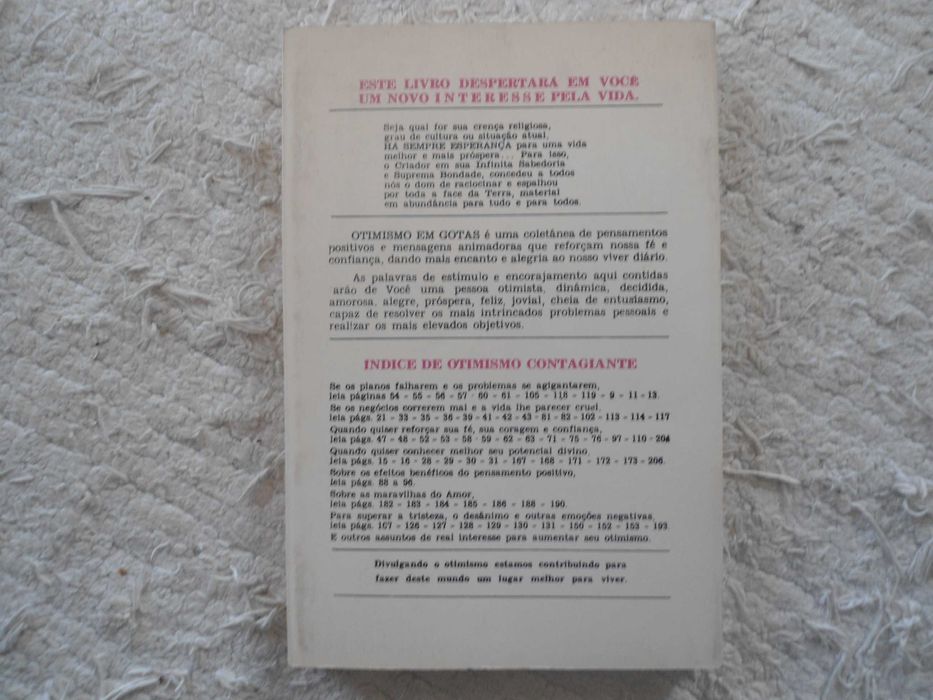 ESTE LIVRO DESPERTARÁ EM VOCÊ
UM NOVO INTERESSE PELA VIDA.
Seja qual for sua crença religiosa,
grau de cultura ou situação atual,
HÁ SEMPRE ESPERANÇA para uma vida
melhor e mais próspera... Para isso,
o Criador em sua Infinita Sabedoria
e Suprema Bondade, concedeu a todos
nós o dom de raciocinar e espalhou
por toda a face da Terra, material
em abundância para tudo e para todos.
OTIMISMO EM GOTAS é uma coletânea de pensamentos
positivos e mensagens animadoras que reforçam nossa fé e
confiança, dando mais encanto e alegria ao nosso viver diário.
As palavras de estímulo e encorajamento aqui contidas
arão de Você uma pessoa otimista, dinâmica, decidida,
amorosa, alegre, próspera, feliz, jovial, cheia de entusiasmo,
capaz de resolver os mais intrincados problemas pessoais e
realizar os mais elevados objetivos.
ÍNDICE DE OTIMISMO CONTAGIANTE
Se os planos falharem e os problemas se agigantarem,
leia páginas 54 - 55 - 56 - 57 - 60 - 61 - 105 - 118 - 119 - 9 - 11 - 13.
Se os negócios correrem mal e a vida lhe parecer cruel,
leia págs. 21 - 33 - 35 - 36 - 39 - 41 - 42 - 43 - 81 - 82 - 102 - 113 - 114 - 117
Quando quiser reforçar sua fé, sua coragem e confiança,
leia págs. 47 - 48 - 52 - 53 - 58 - 59 - 62 - 63 - 71 - 75 - 76 - 97 - 110 - 204
Quando quiser conhecer melhor seu potencial divino,
leia págs. 15 - 16 - 28 - 29 - 30 - 31 - 167 - 168 - 171 - 172 - 173 - 206.
Sobre os efeitos benéficos do pensamento positivo,
leia págs. 88 a 96.
Sobre as maravilhas do Amor,
leia págs. 182 - 183 - 184 - 185 - 186 - 188 - 190.
Para superar a tristeza, o desânimo e outras emoções negativas,
leia págs. 107 - 126 - 127 - 128 - 129 - 130 - 131 - 150 - 152 - 153 - 193
E outros assuntos de real interesse para aumentar seu otimismo.
Divulgando o otimismo estamos contribuindo para
fazer deste mundo um lugar melhor para viver.